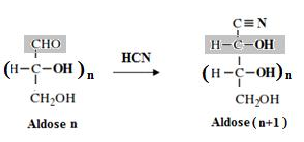 CHO
(H–C–OH)n
CH₂OH
Aldose n
HCN
C≡N
H–C–OH
(H–C–OH)n
CH₂OH
Aldose (n+1)